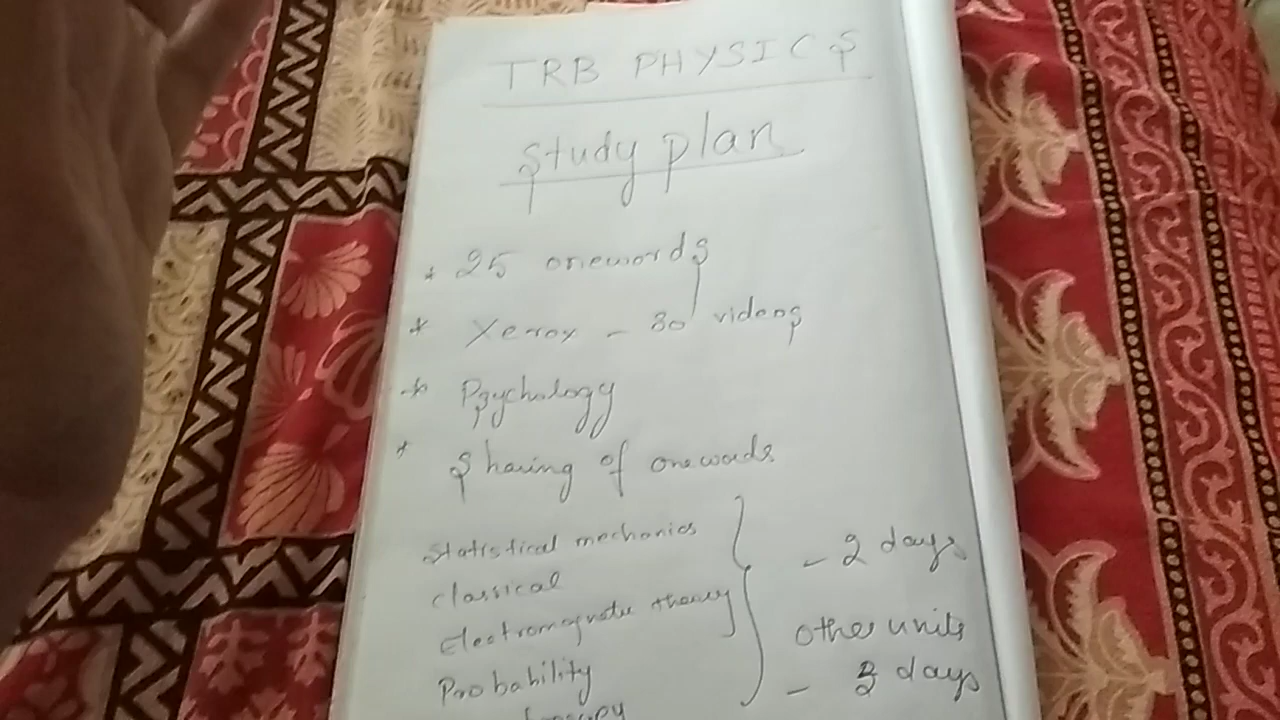 TRB PHYSICS
Study plan
* 25 onewords
* Xerox - 30 videos
* Psychology
* Sharing of onewords
Statistical mechanics
classical
Electromagnetic theory
Probability
- 2 days
Other units
- 3 days